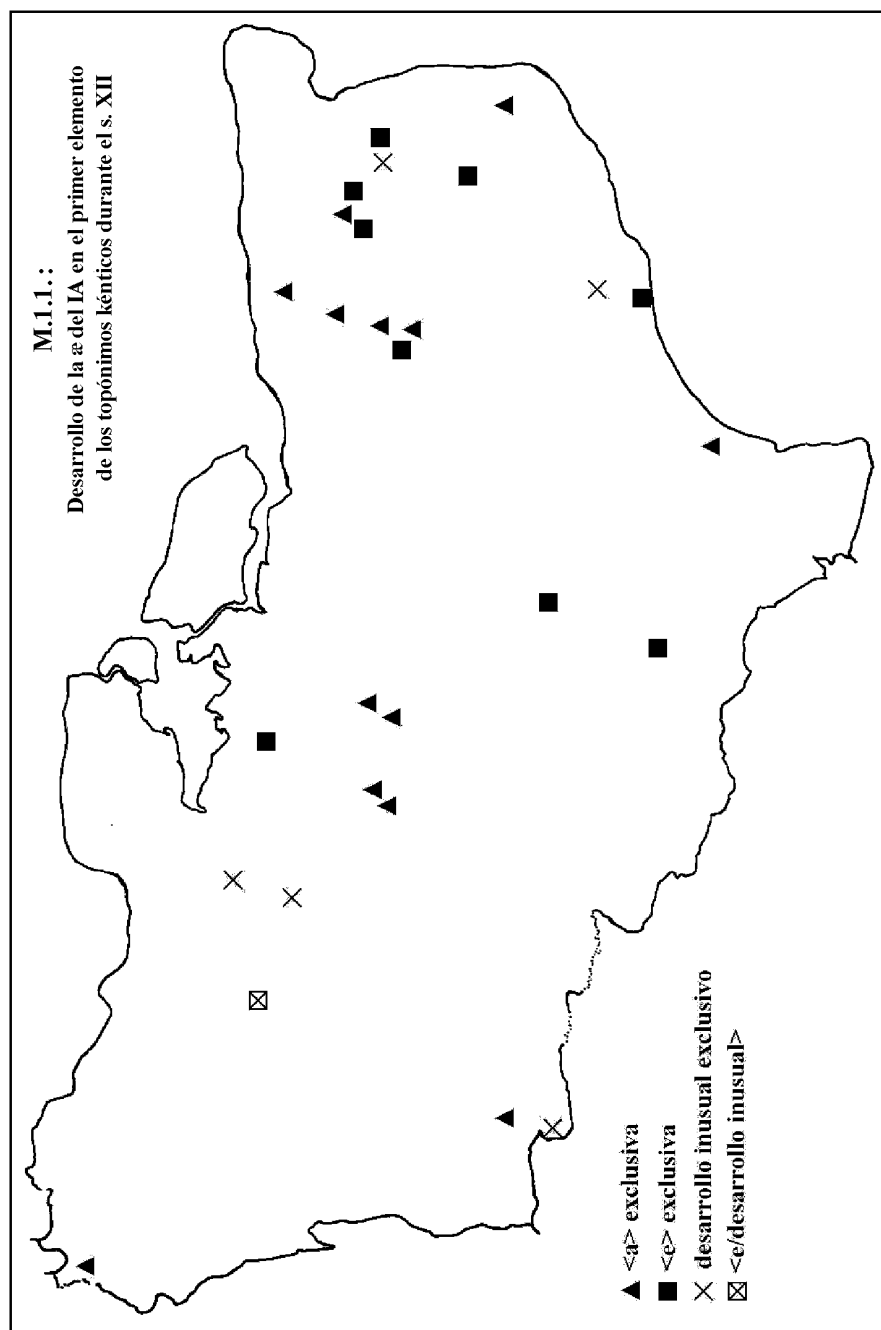 M.1.1. :
Desarrollo de la æ del IA en el primer elemento
de los topónimos kénticos durante el s. XII
<a> exclusiva
<e> exclusiva
desarrollo inusual exclusivo
<e/desarrollo inusual>